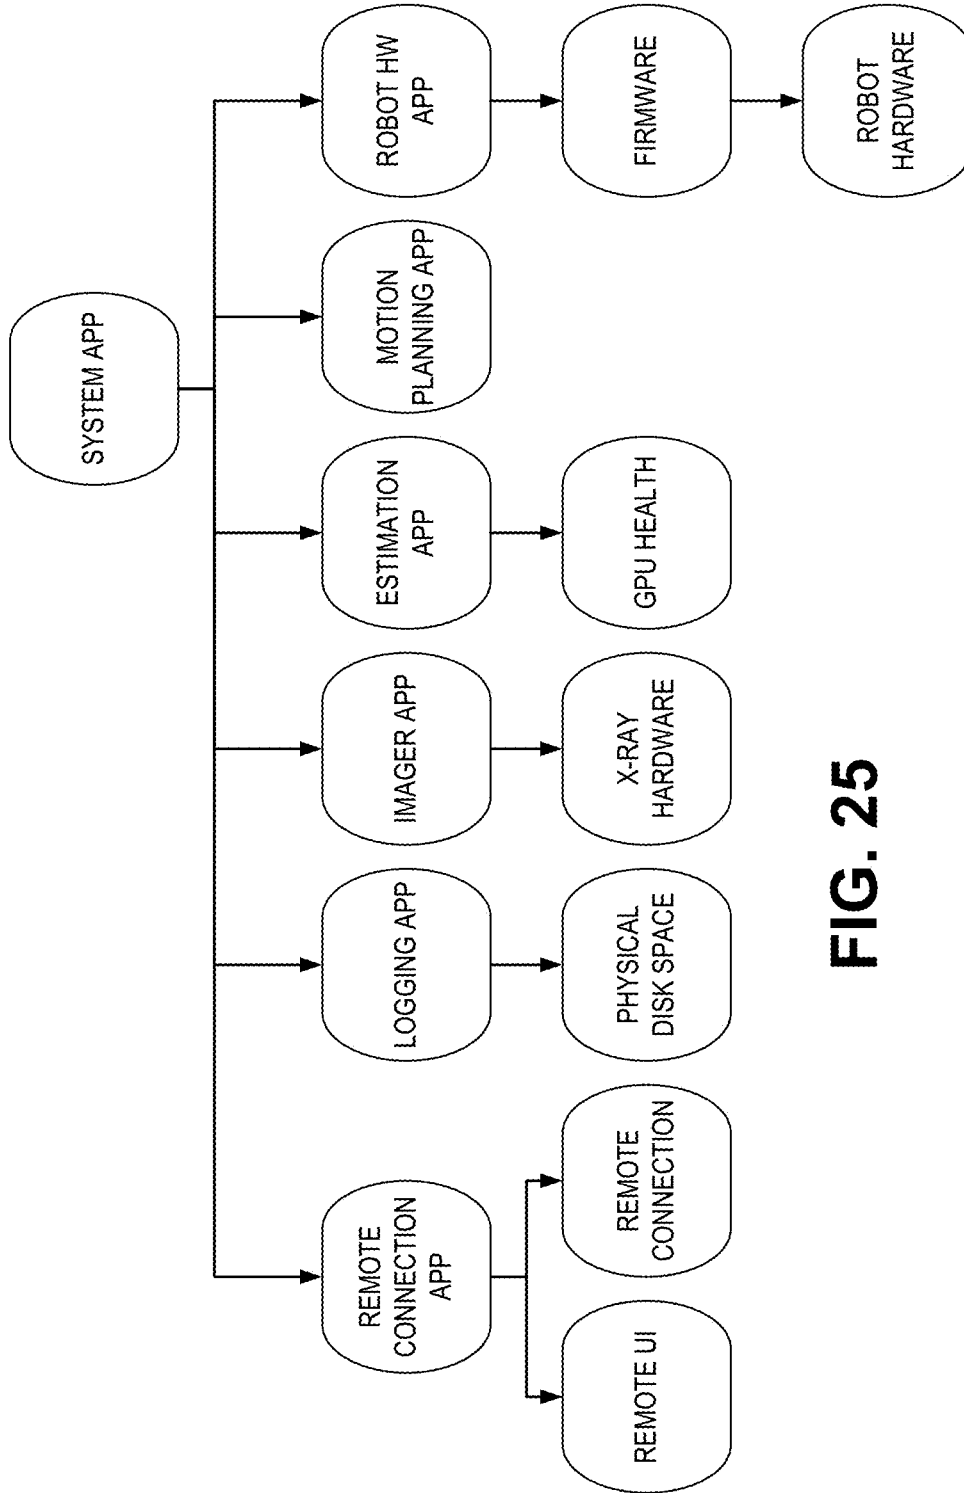 SYSTEM APP
REMOTE
CONNECTION
APP
LOGGING APP
IMAGER APP
ESTIMATION
APP
MOTION
PLANNING APP
ROBOT HW
APP
REMOTE UI
REMOTE
CONNECTION
PHYSICAL
DISK SPACE
X-RAY
HARDWARE
GPU HEALTH
FIRMWARE
ROBOT
HARDWARE
FIG. 25